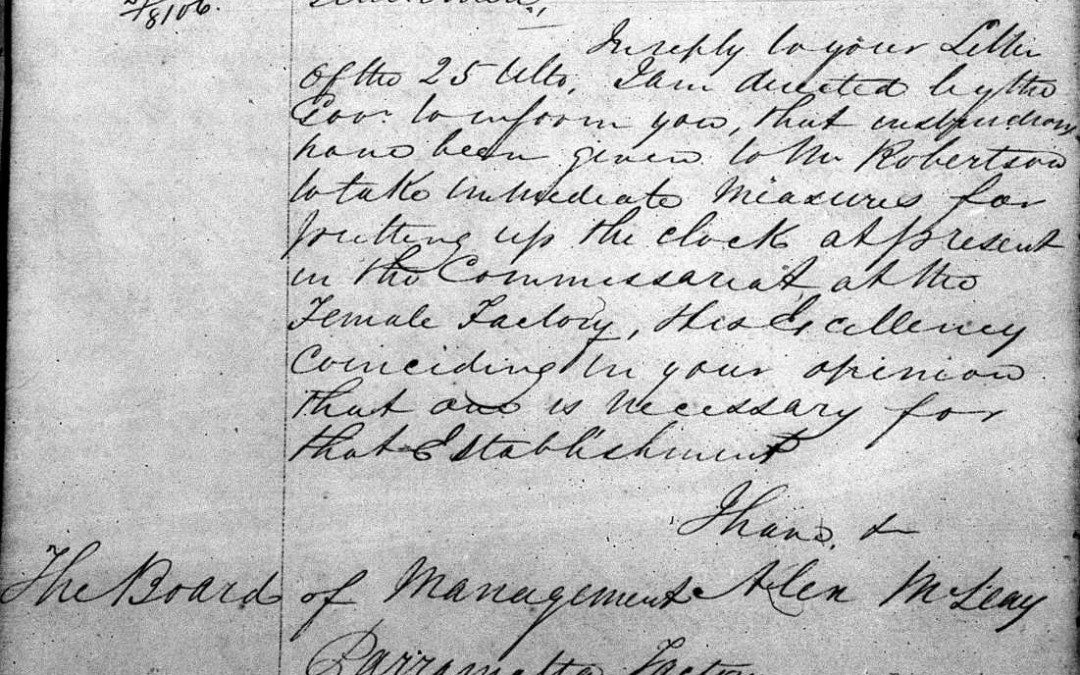 8106.
Gentlemen,
In reply to your Letter
of the 25 Ulto, I am directed by the
Govr. to inform you, that instructions
have been given to Mr Robertson
to take immediate measures for
putting up the clock at present
in the Commissariat at the
Female Factory, His Excellency
Coinciding in your opinion
that one is necessary for
that Establishment
I have &
The Board of Management Alex McLeay
Parramatta Factory